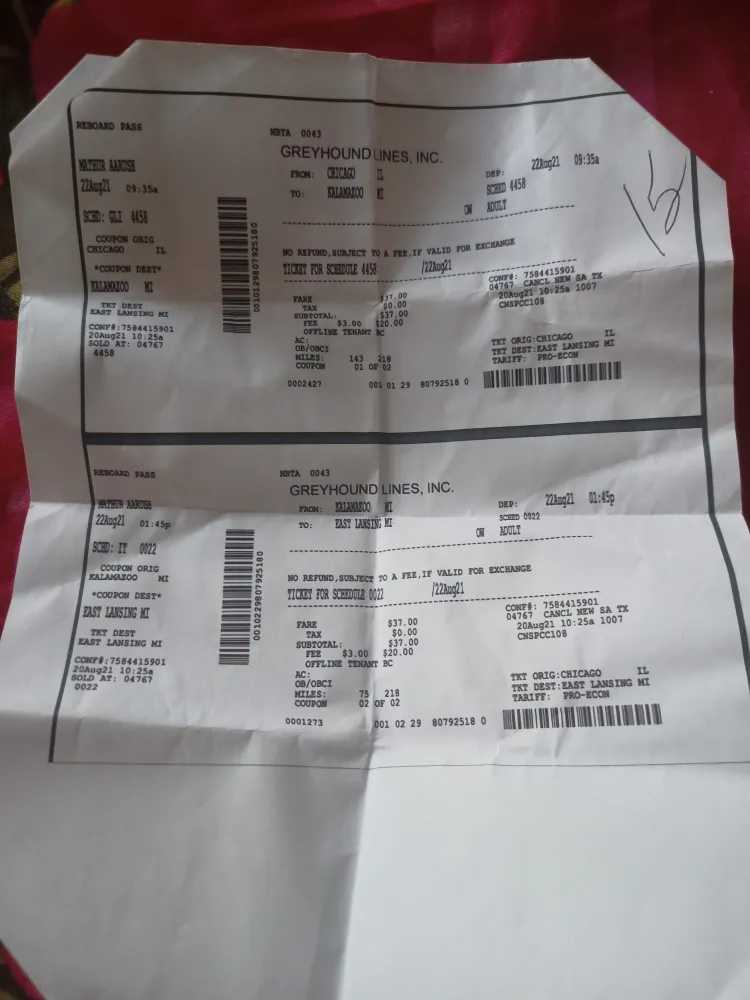 REBOARD PASS
NBTA 0043
GREYHOUND LINES, INC.
MATHUR AARUSH
22Aug21 09:35a
SCHD: GLI 4458
COUPON ORIG
CHICAGO IL
*COUPON DEST*
KALAMAZOO MI
TKT DEST
EAST LANSING MI
CONF#:7584415901
20Aug21 10:25a
SOLD AT: 04767
4458
0010129807925180
FROM: CHICAGO IL
TO: KALAMAZOO MI
DEP: 22Aug21 09:35a
SCHED 4458
OW ADULT
15
NO REFUND,SUBJECT TO A FEE,IF VALID FOR EXCHANGE
TICKET FOR SCHEDULE 4458 /22Aug21
FARE $37.00
TAX $0.00
SUBTOTAL: $37.00
FEE $3.00 $20.00
OFFLINE TENANT BC
AC:
OB/OBCI
MILES: 143 218
COUPON 01 OF 02
CONF#: 7584415901
04767 CANCL NEW SA TX
20Aug21 10:25a 1007
CNSPCC108
TKT ORIG:CHICAGO IL
TKT DEST:EAST LANSING MI
TARIFF: PRO-ECON
0002427 001 01 29 80792518 0
REBOARD PASS
NBTA 0043
GREYHOUND LINES, INC.
MATHUR AARUSH
22Aug21 01:45p
SCHD: IT 0022
COUPON ORIG
KALAMAZOO MI
*COUPON DEST*
EAST LANSING MI
TKT DEST
EAST LANSING MI
CONF#:7584415901
20Aug21 10:25a
SOLD AT: 04767
0022
0010229807925180
FROM: KALAMAZOO MI
TO: EAST LANSING MI
DEP: 22Aug21 01:45p
SCHED 0022
OW ADULT
NO REFUND,SUBJECT TO A FEE,IF VALID FOR EXCHANGE
TICKET FOR SCHEDULE 0022 /22Aug21
FARE $37.00
TAX $0.00
SUBTOTAL: $37.00
FEE $3.00 $20.00
OFFLINE TENANT BC
AC:
OB/OBCI
MILES: 75 218
COUPON 02 OF 02
CONF#: 7584415901
04767 CANCL NEW SA TX
20Aug21 10:25a 1007
CNSPCC108
TKT ORIG:CHICAGO IL
TKT DEST:EAST LANSING MI
TARIFF: PRO-ECON
0001273 001 02 29 80792518 0